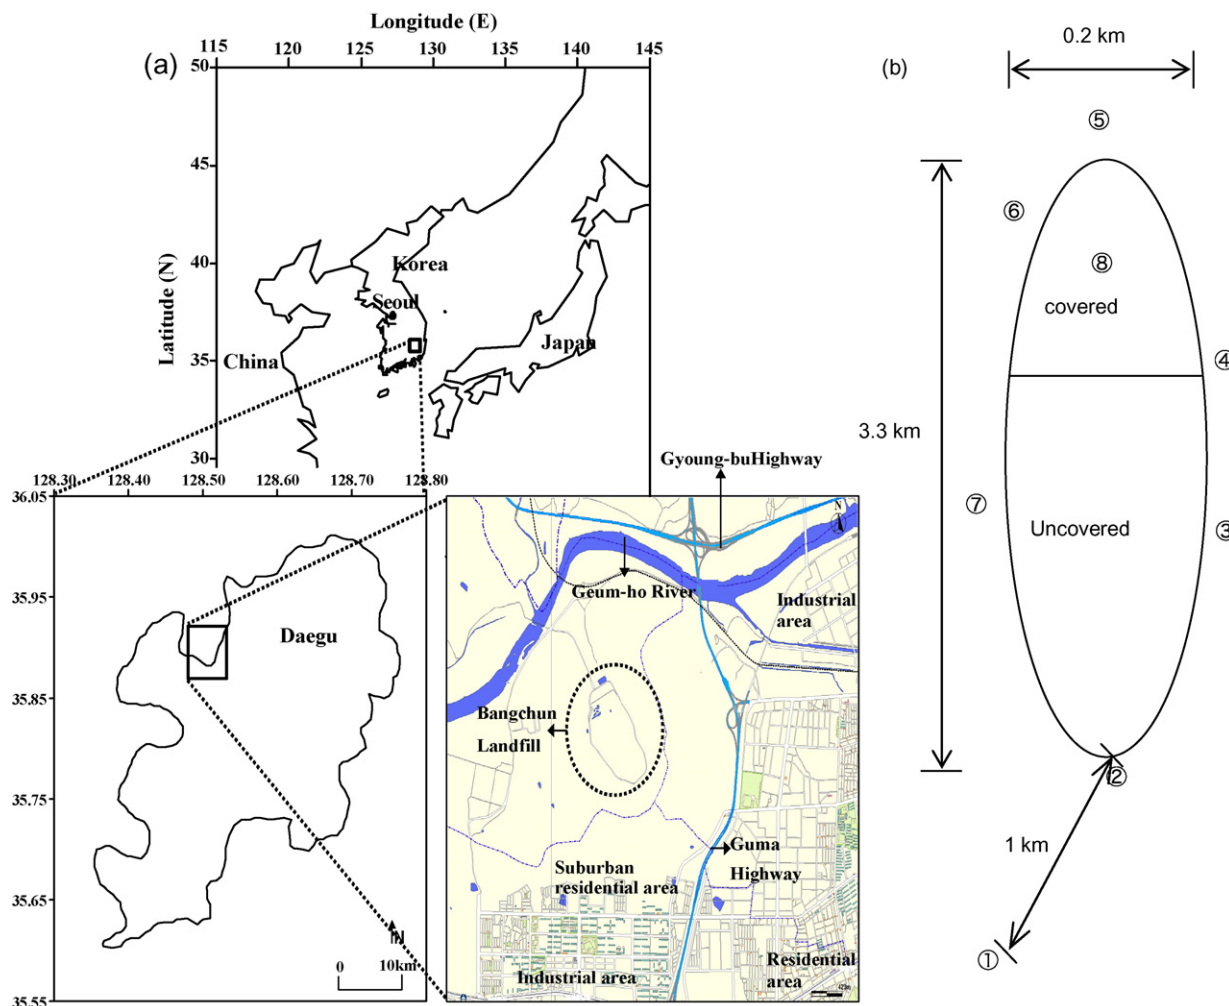 Longitude (E)
115 120 125 130 135 140 145
(a)
50
45
40
35
30
Latitude (N)
Korea
Seoul
China
Japan
128.30 128.40 128.50 128.60 128.70 128.80
36.05
35.95
35.85
35.75
35.65
35.55
Daegu
N
0 10km
Gyoung-buHighway
N
Geum-ho River
Industrial
area
Bangchun
Landfill
Guma
Highway
Suburban
residential area
Industrial area
Residential
area
(b)
0.2 km
⑤
⑥
⑧
covered
④
3.3 km
⑦
Uncovered
③
②
1 km
①